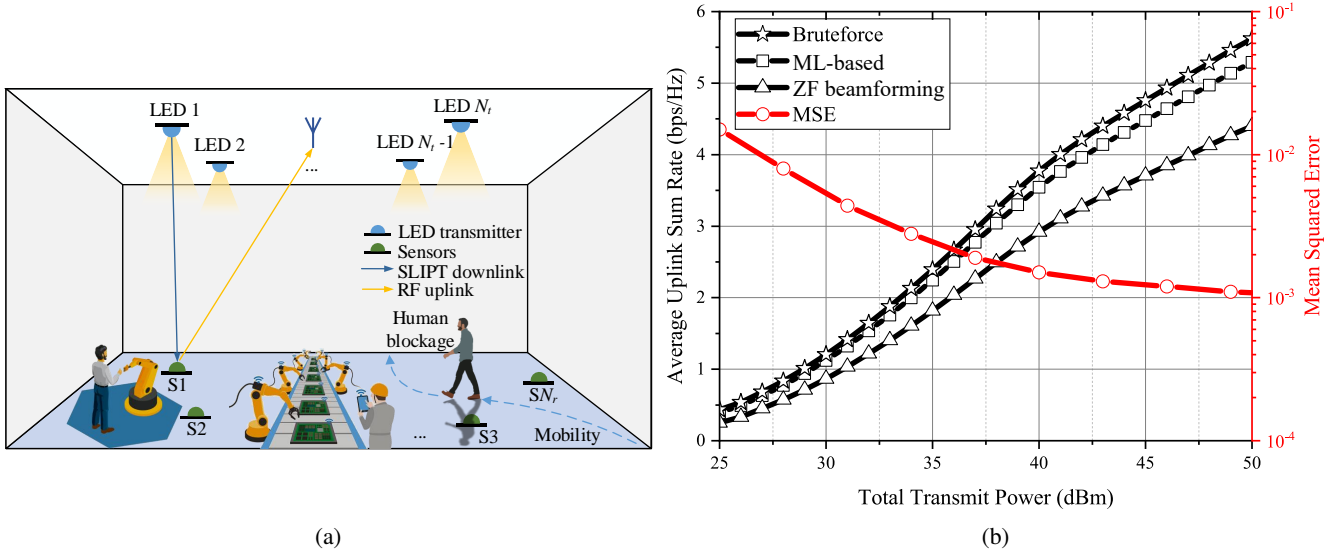 LED 1
LED 2
...
LED Nₜ
LED Nₜ -1
LED transmitter
Sensors
SLIPT downlink
RF uplink
Human
blockage
S1
S2
...
S3
SNᵣ
Mobility
(a)
Bruteforce
ML-based
ZF beamforming
MSE
Average Uplink Sum Rate (bps/Hz)
6
5
4
3
2
1
0
25
30
35
40
45
50
Total Transmit Power (dBm)
10⁻¹
10⁻²
10⁻³
10⁻⁴
Mean Squared Error
(b)